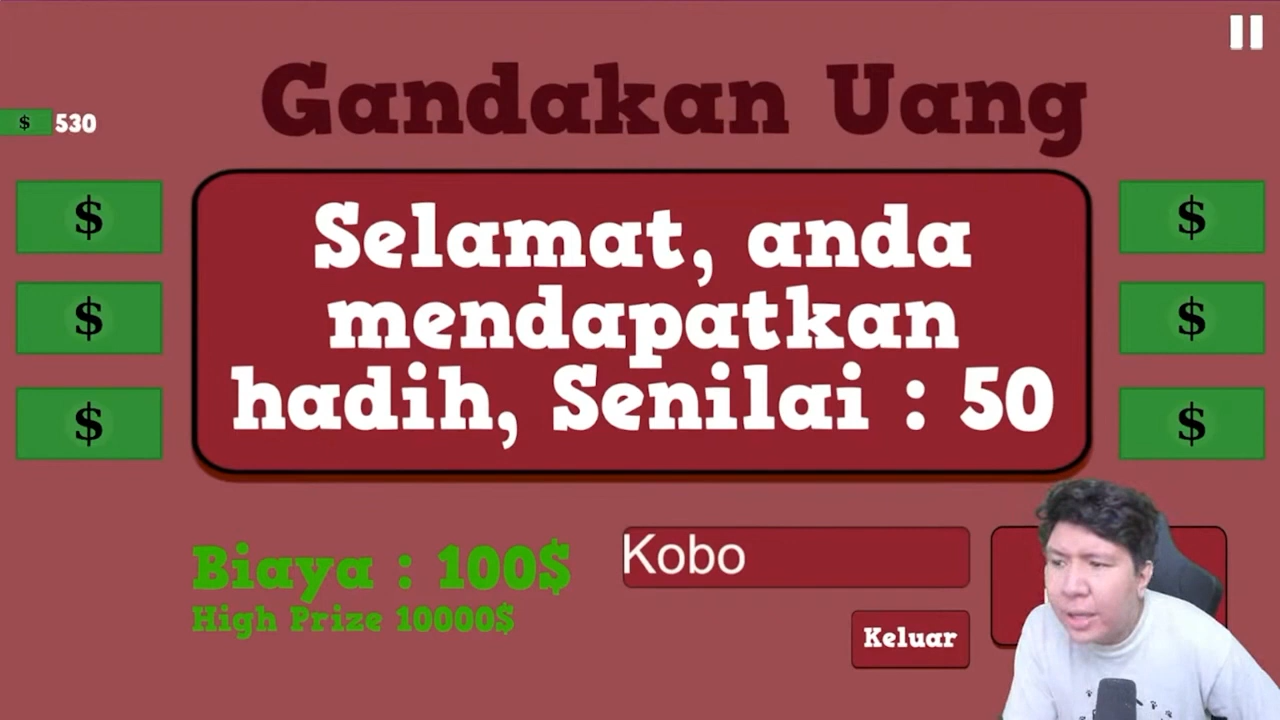 Gandakan Uang
$ 530
$ $
Selamat, anda
mendapatkan
hadih, Senilai : 50
$ $
$ $
Biaya : 100$
High Prize 10000$
Kobo
Keluar